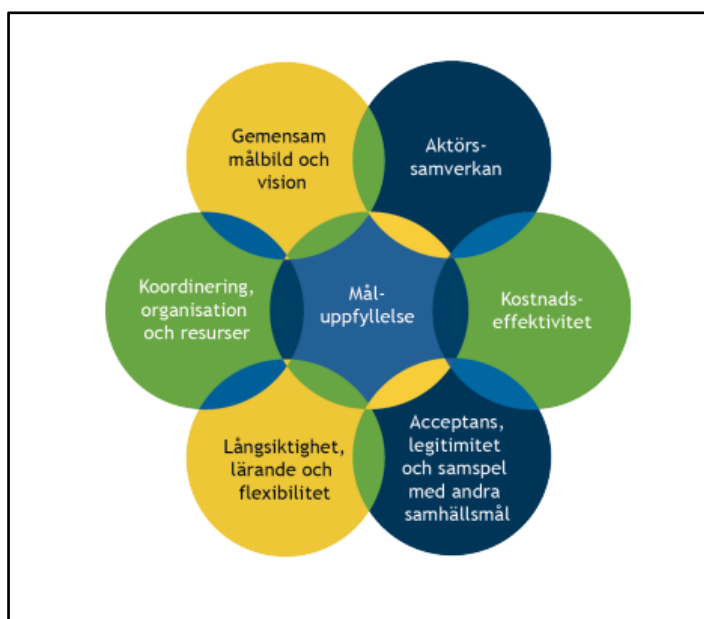 Gemensam
målbild och
vision
Aktörs-
samverkan
Koordinering,
organisation
och resurser
Mål-
uppfyllelse
Kostnads-
effektivitet
Långsiktighet,
lärande och
flexibilitet
Acceptans,
legitimitet
och samspel
med andra
samhällsmål